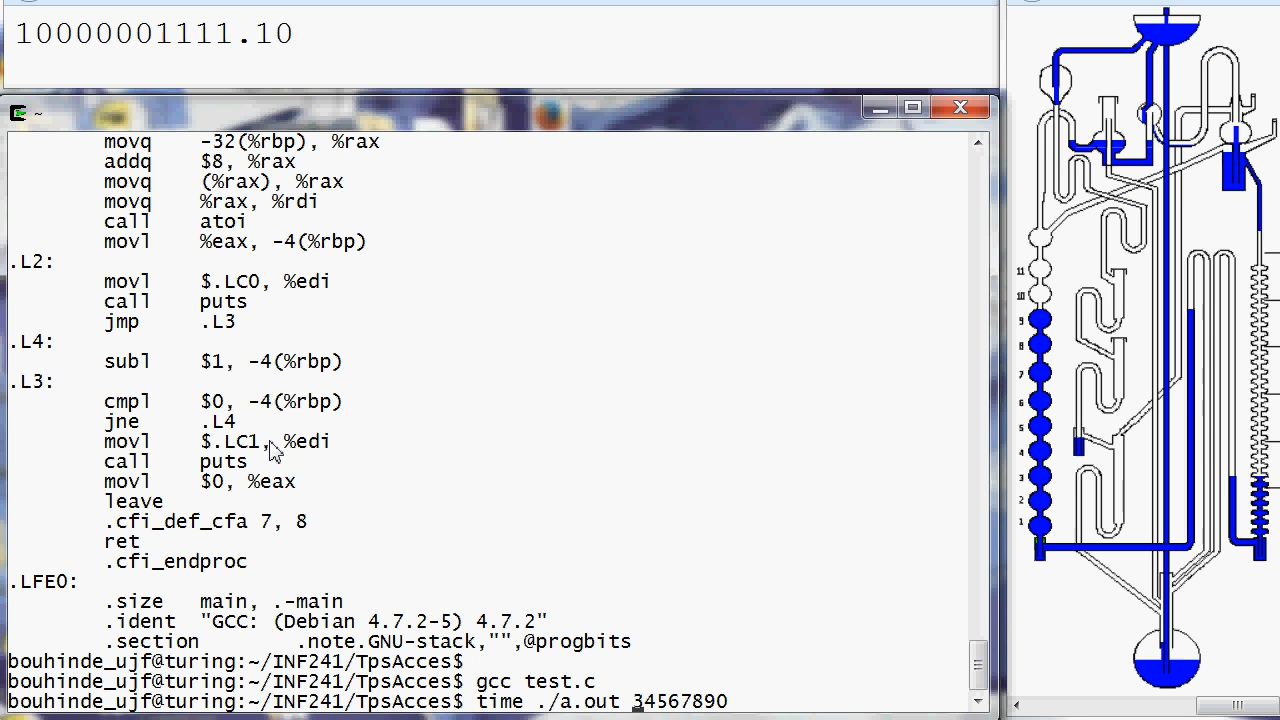 10000001111.10
~
movq -32(%rbp), %rax
addq $8, %rax
movq (%rax), %rax
movq %rax, %rdi
call atoi
movl %eax, -4(%rbp)
.L2:
movl $.LC0, %edi
call puts
jmp .L3
.L4:
subl $1, -4(%rbp)
.L3:
cmpl $0, -4(%rbp)
jne .L4
movl $.LC1, %edi
call puts
movl $0, %eax
leave
.cfi_def_cfa 7, 8
ret
.cfi_endproc
.LFE0:
.size main, .-main
.ident "GCC: (Debian 4.7.2-5) 4.7.2"
.section .note.GNU-stack,"",@progbits
bouhinde_ujf@turing:~/INF241/TpsAcces$
bouhinde_ujf@turing:~/INF241/TpsAcces$ gcc test.c
bouhinde_ujf@turing:~/INF241/TpsAcces$ time ./a.out 34567890
11
10
9
8
7
6
5
4
3
2
1